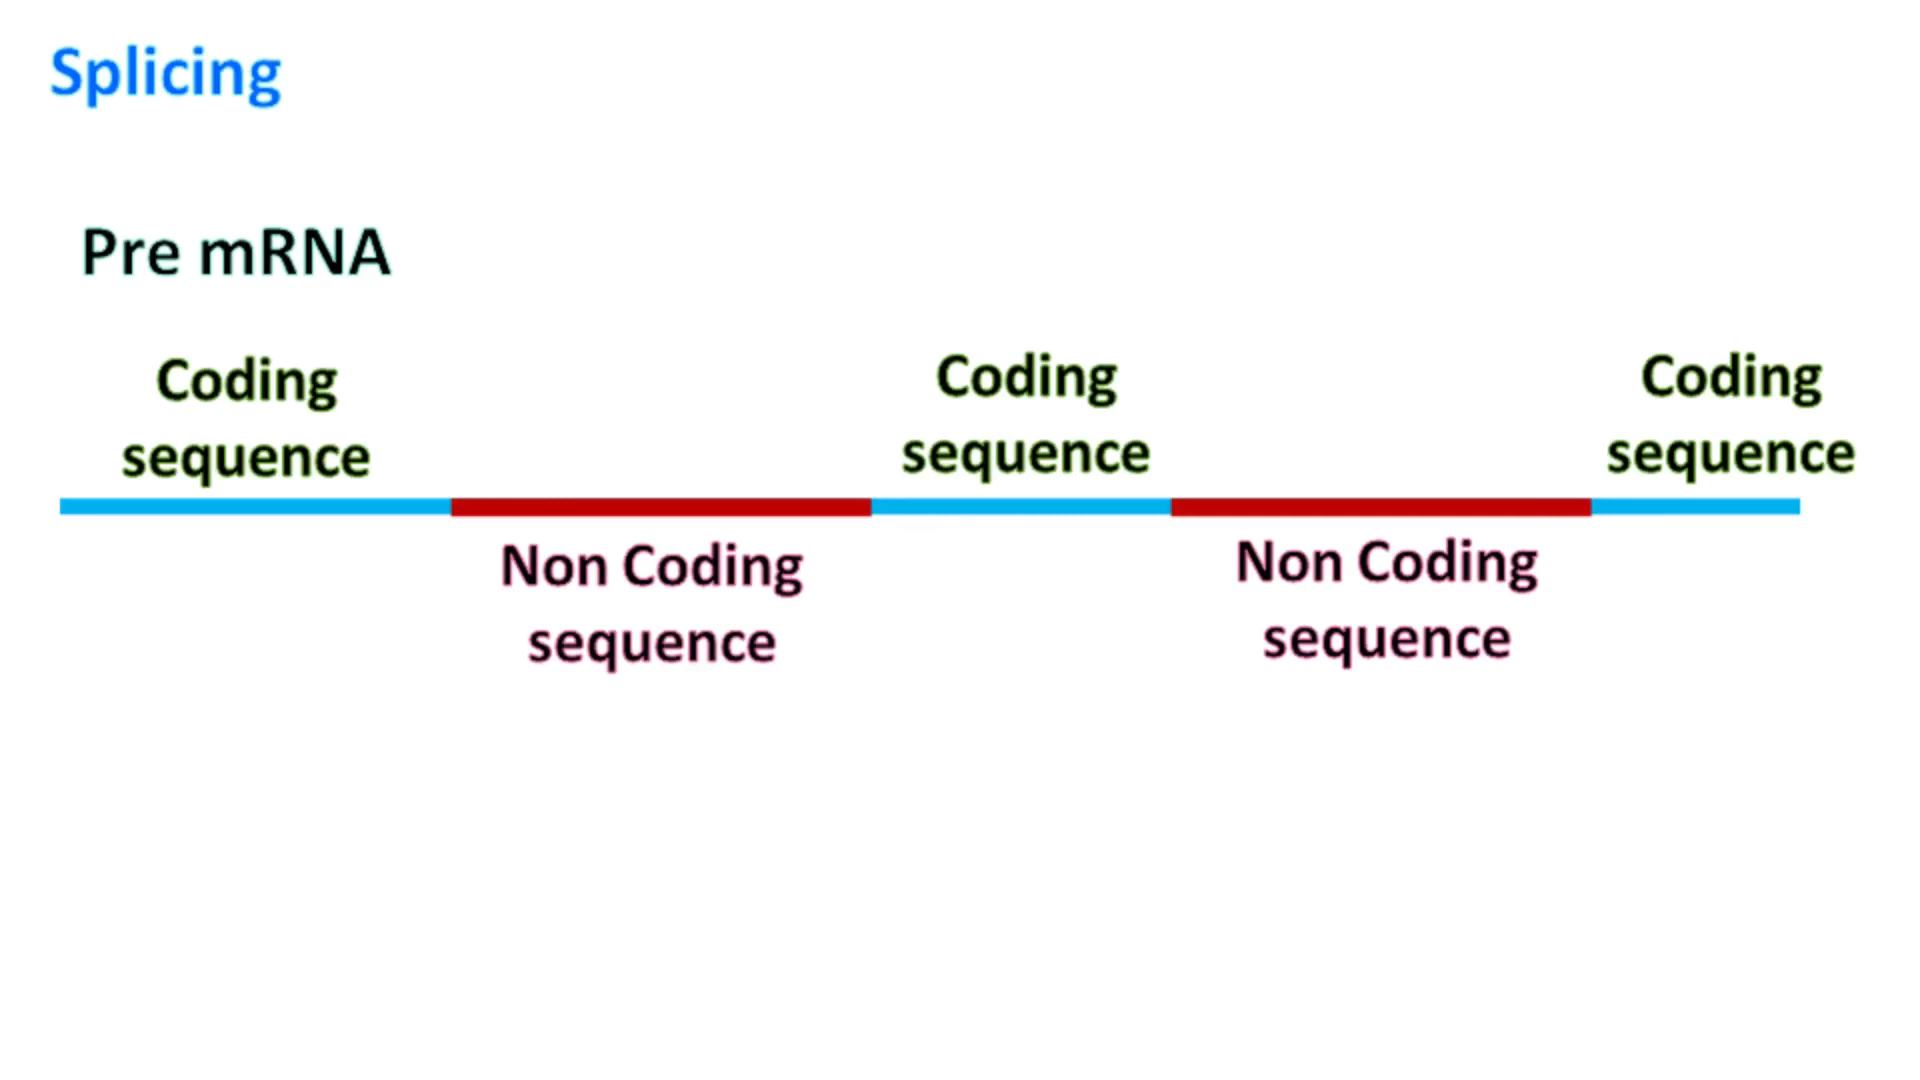 Splicing
Pre mRNA
Coding
sequence
Coding
sequence
Coding
sequence
Non Coding
sequence
Non Coding
sequence